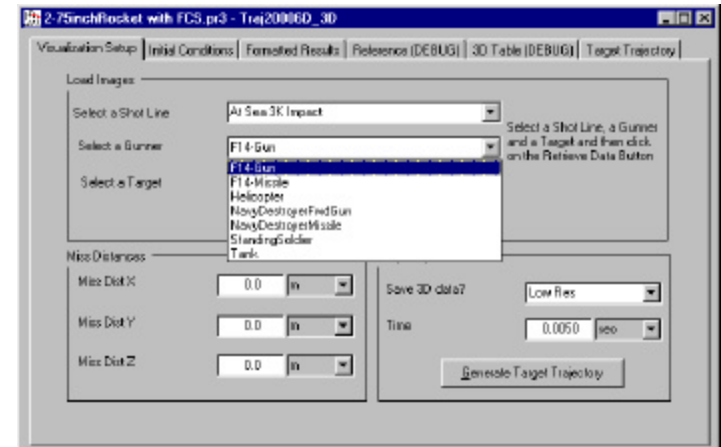 2-75inchRocket with FCS.pr3 - Traj20006D_3D
Visualization Setup | Initial Conditions | Formatted Results | Reference (DEBUG) | 3D Table (DEBUG) | Target Trajectory
Load Images
Select a Shot Line
At Sea 3K Impact
Select a Gunner
F14-Gun
Select a Shot Line, a Gunner
and a Target and then click
on the Retrieve Data Button
Select a Target
F14-Gun
F14-Missile
Helicopter
NavyDestroyerFwdGun
NavyDestroyerMissile
StandingSoldier
Tank
Miss Distances
Miss Dist X
0.0
in
Miss Dist Y
0.0
in
Miss Dist Z
0.0
in
Save 3D data?
Low Res
Time
0.0050
sec
Generate Target Trajectory